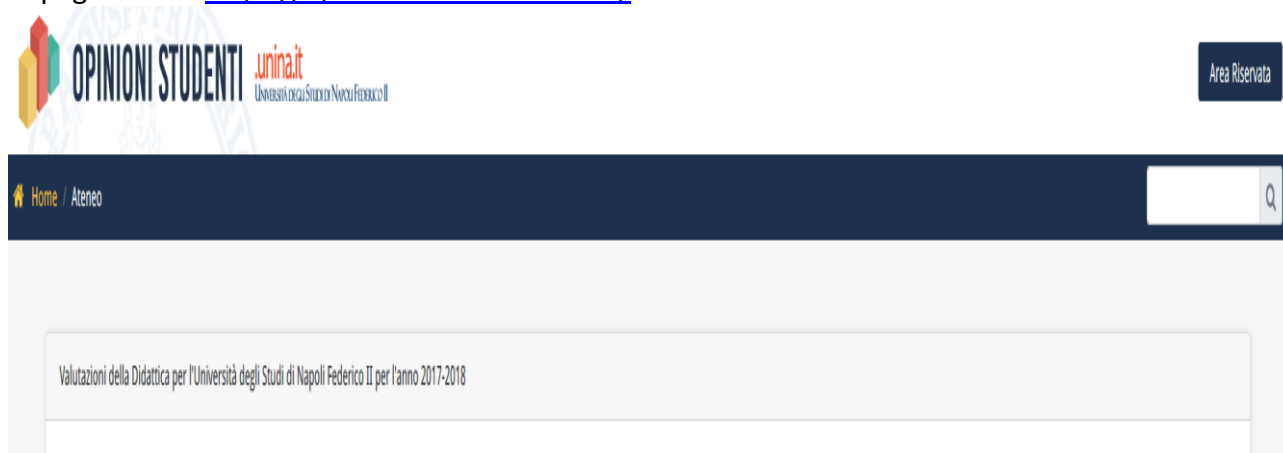 OPINIONI STUDENTI .unina.it
UNIVERSITÀ DEGLI STUDI DI NAPOLI FEDERICO II
Area Riservata
Home / Ateneo
Valutazioni della Didattica per l'Università degli Studi di Napoli Federico II per l'anno 2017-2018